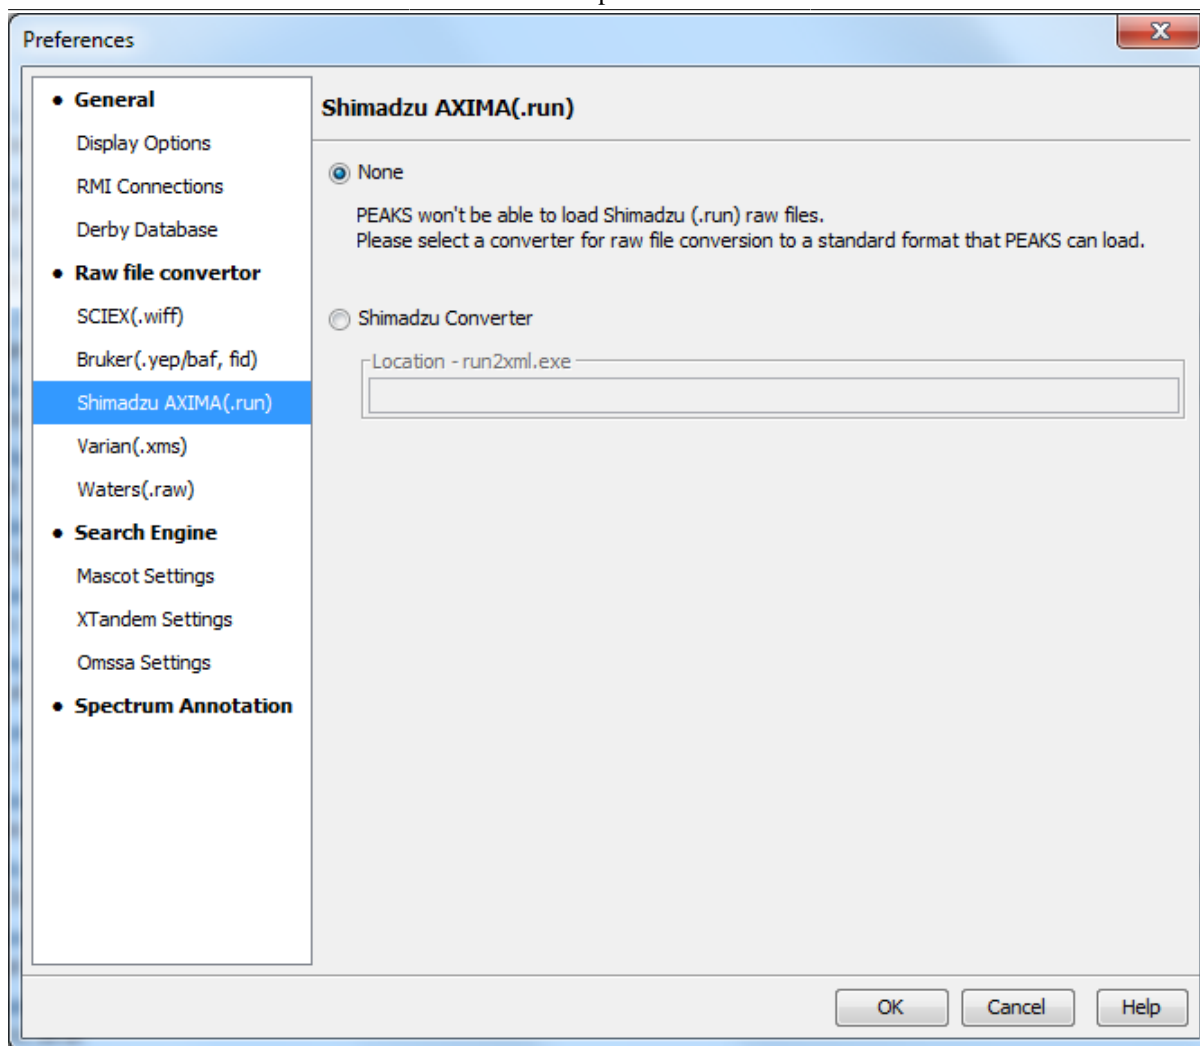 Preferences
x
• General
Display Options
RMI Connections
Derby Database
• Raw file convertor
SCIEX(.wiff)
Bruker(.yep/baf, fid)
Shimadzu AXIMA(.run)
Varian(.xms)
Waters(.raw)
• Search Engine
Mascot Settings
XTandem Settings
Omssa Settings
• Spectrum Annotation
Shimadzu AXIMA(.run)
None
PEAKS won't be able to load Shimadzu (.run) raw files.
Please select a converter for raw file conversion to a standard format that PEAKS can load.
Shimadzu Converter
Location - run2xml.exe
OK
Cancel
Help